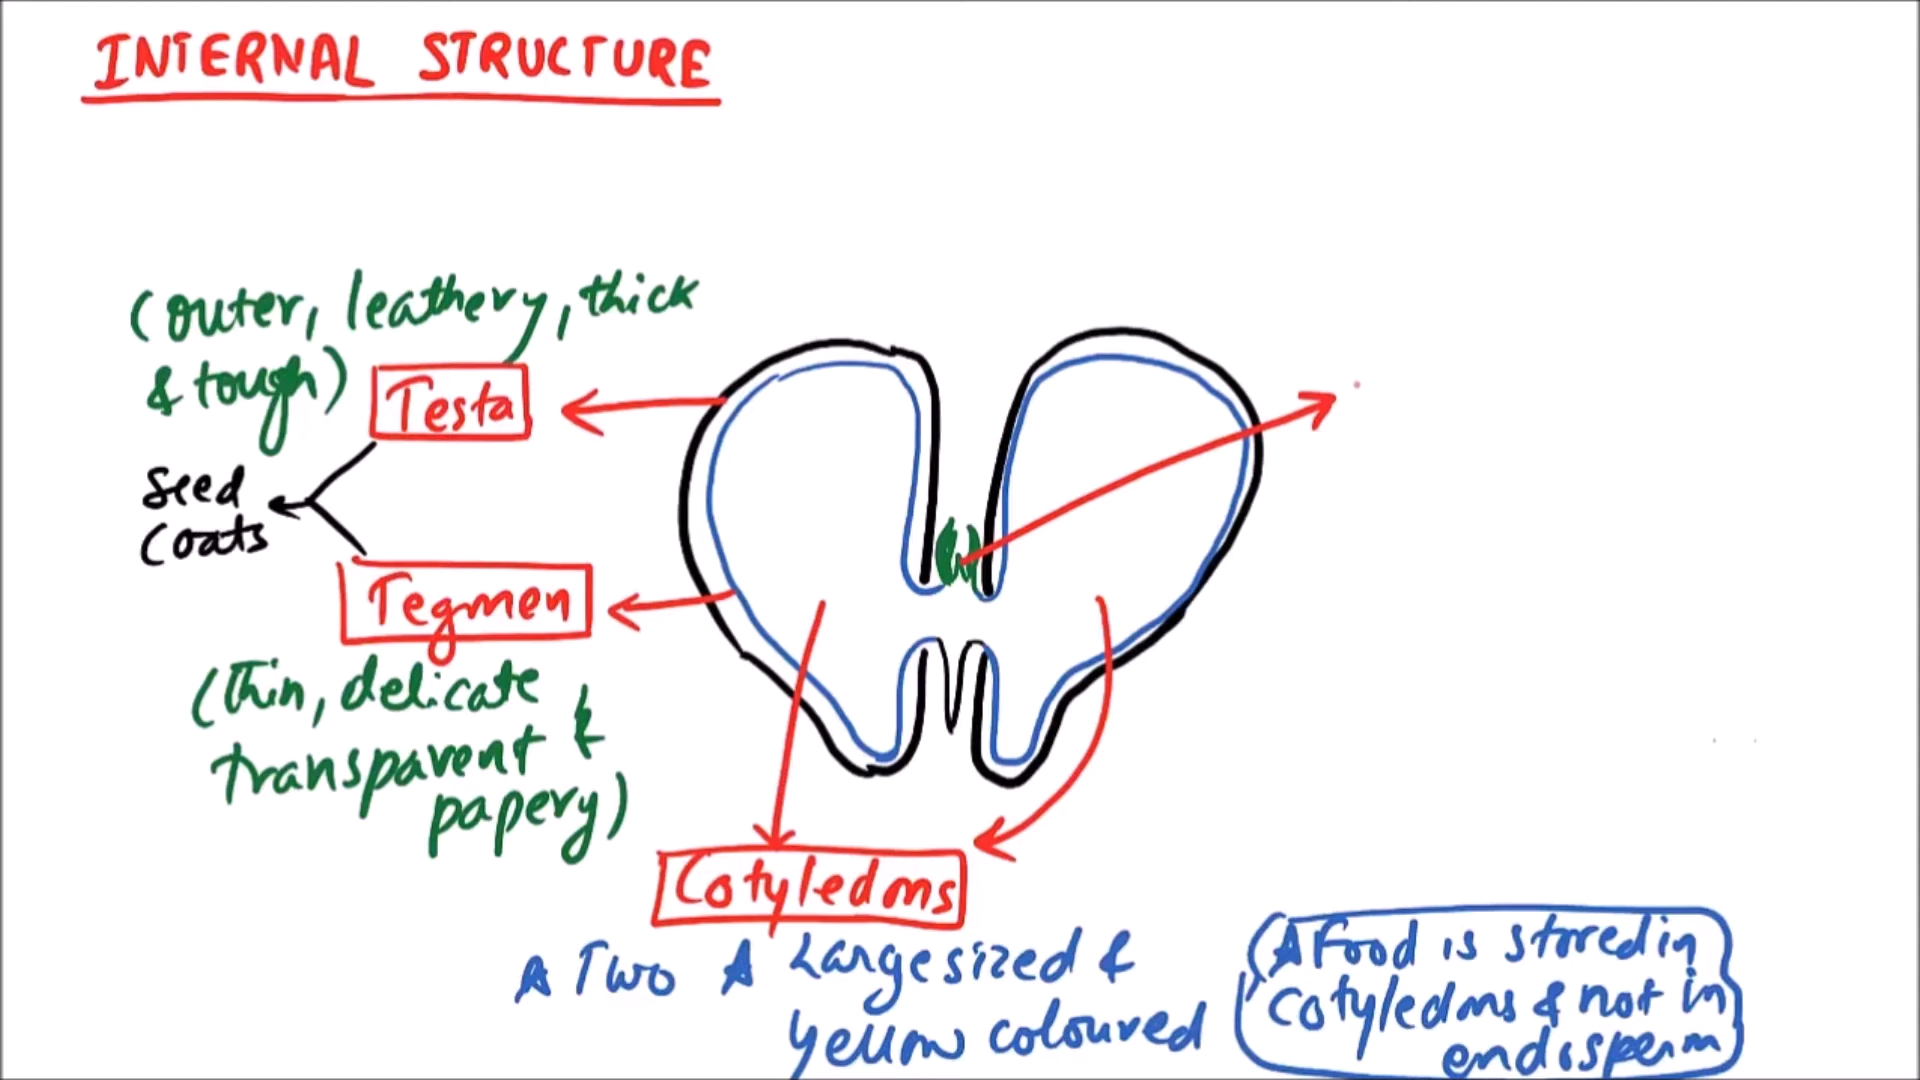 INTERNAL STRUCTURE
(outer, leathery, thick
& tough)
Testa
Seed
Coats
Tegmen
(thin, delicate
transparent &
papery)
Cotyledons
Two Large sized &
yellow coloured
Food is stored in
Cotyledons & not in
endosperm